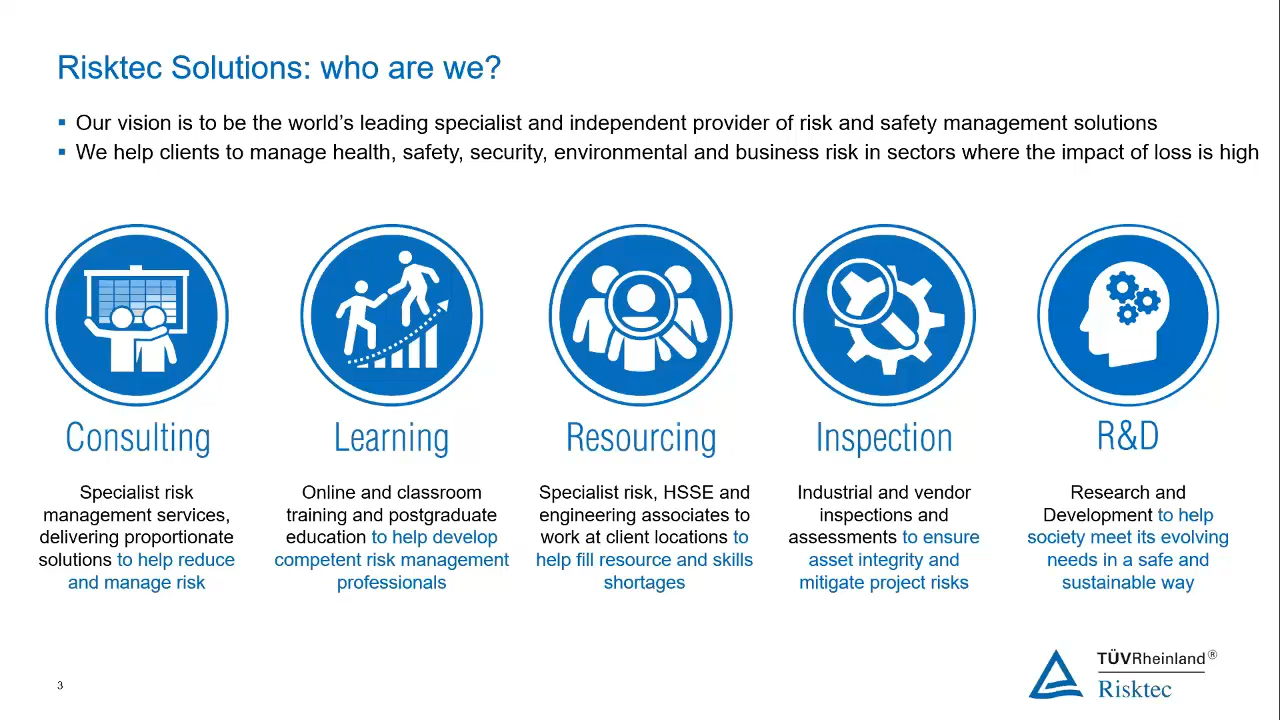 Risktec Solutions: who are we?
▪ Our vision is to be the world’s leading specialist and independent provider of risk and safety management solutions
▪ We help clients to manage health, safety, security, environmental and business risk in sectors where the impact of loss is high
Consulting
Specialist risk
management services,
delivering proportionate
solutions to help reduce
and manage risk
Learning
Online and classroom
training and postgraduate
education to help develop
competent risk management
professionals
Resourcing
Specialist risk, HSSE and
engineering associates to
work at client locations to
help fill resource and skills
shortages
Inspection
Industrial and vendor
inspections and
assessments to ensure
asset integrity and
mitigate project risks
R&D
Research and
Development to help
society meet its evolving
needs in a safe and
sustainable way
3
TÜVRheinland®
Risktec